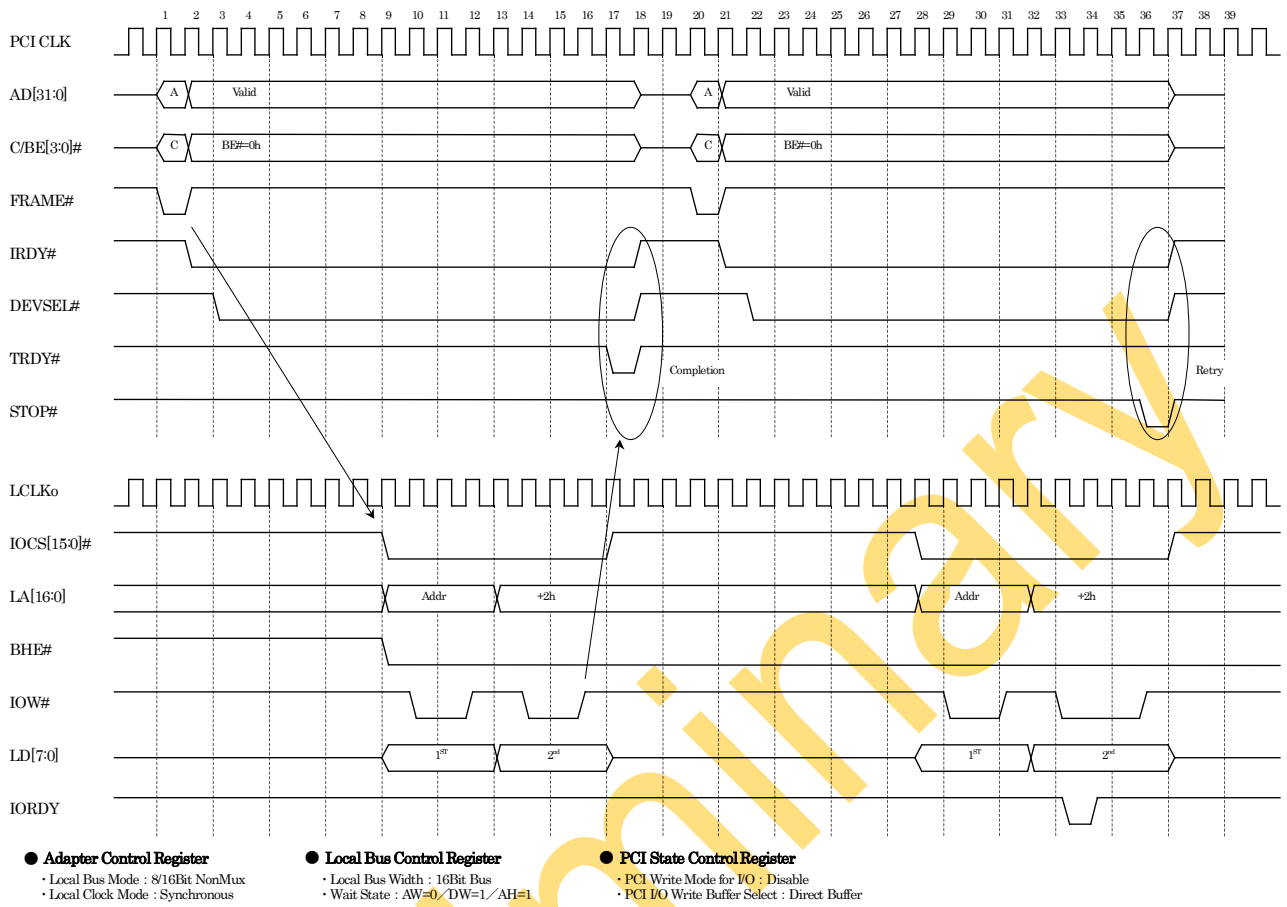 1 2 3 4 5 6 7 8 9 10 11 12 13 14 15 16 17 18 19 20 21 22 23 24 25 26 27 28 29 30 31 32 33 34 35 36 37 38 39
PCI CLK
AD[31:0] A Valid A Valid
C/BE[3:0]# C BE#=0h C BE#=0h
FRAME#
IRDY#
DEVSEL#
TRDY#
Completion Retry
STOP#
LCLKo
IOCS[15:0]#
LA[16:0] Addr +2h Addr +2h
BHE#
IOW#
LD[7:0] 1ST 2nd 1ST 2nd
IORDY
● Adapter Control Register
・Local Bus Mode : 8/16Bit NonMux
・Local Clock Mode : Synchronous
● Local Bus Control Register
・Local Bus Width : 16Bit Bus
・Wait State : AW=0／DW=1／AH=1
● PCI State Control Register
・PCI Write Mode for I/O : Disable
・PCI I/O Write Buffer Select : Direct Buffer
minary